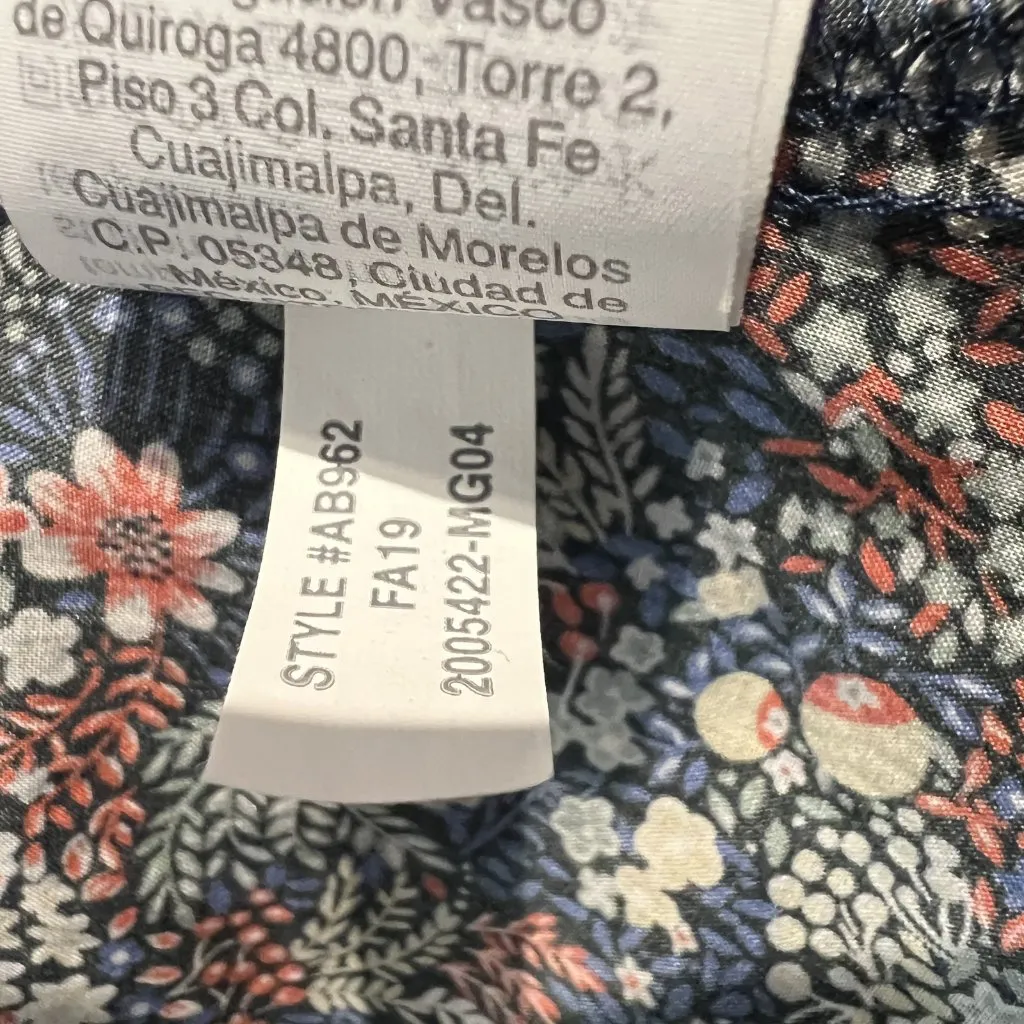 Vasco
de Quiroga 4800, Torre 2,
Piso 3 Col. Santa Fe
Cuajimalpa, Del.
Cuajimalpa de Morelos
C.P. 05348, Ciudad de
México, MÉXICO
STYLE #AB962
FA19
2005422-MG04